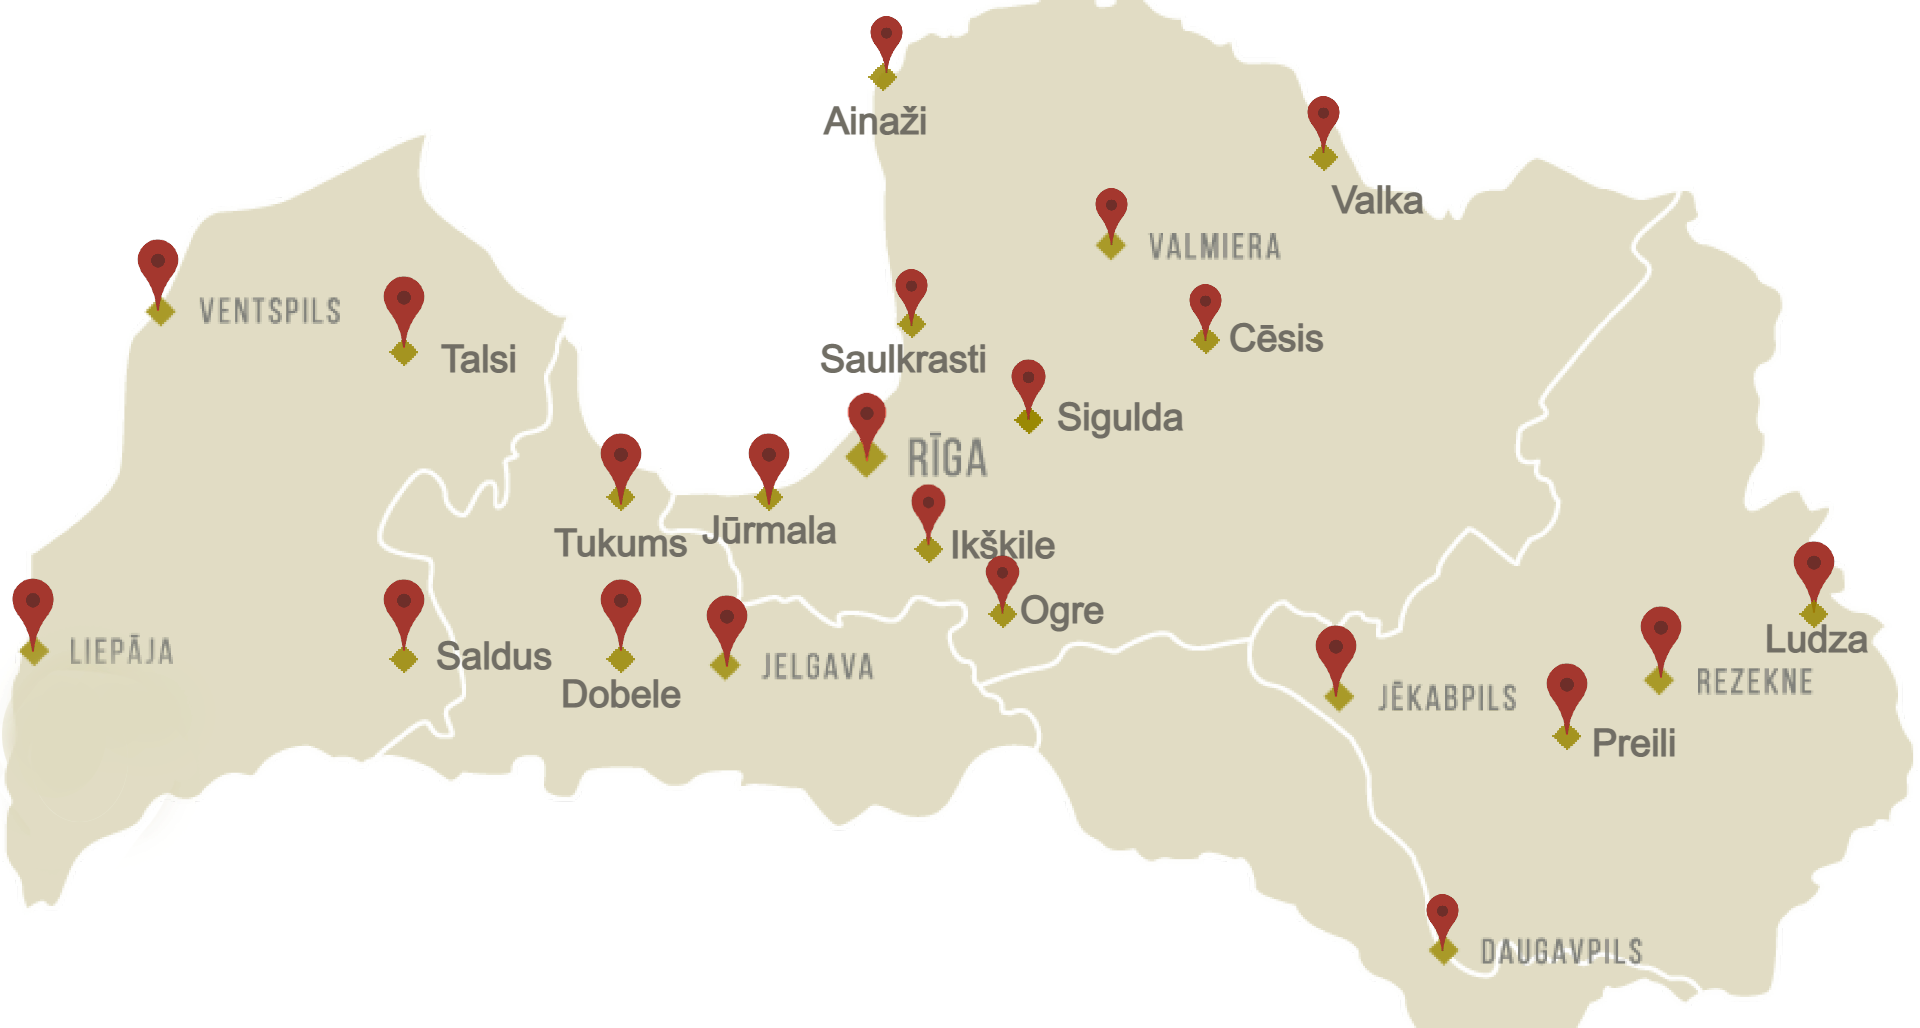 Ainaži
Valka
VALMIERA
VENTSPILS
Talsi
Saulkrasti
Cēsis
Sigulda
RĪGA
Tukums
Jūrmala
Ikšķile
Ogre
LIEPĀJA
Saldus
Dobele
JELGAVA
JĒKABPILS
Preili
REZEKNE
Ludza
DAUGAVPILS